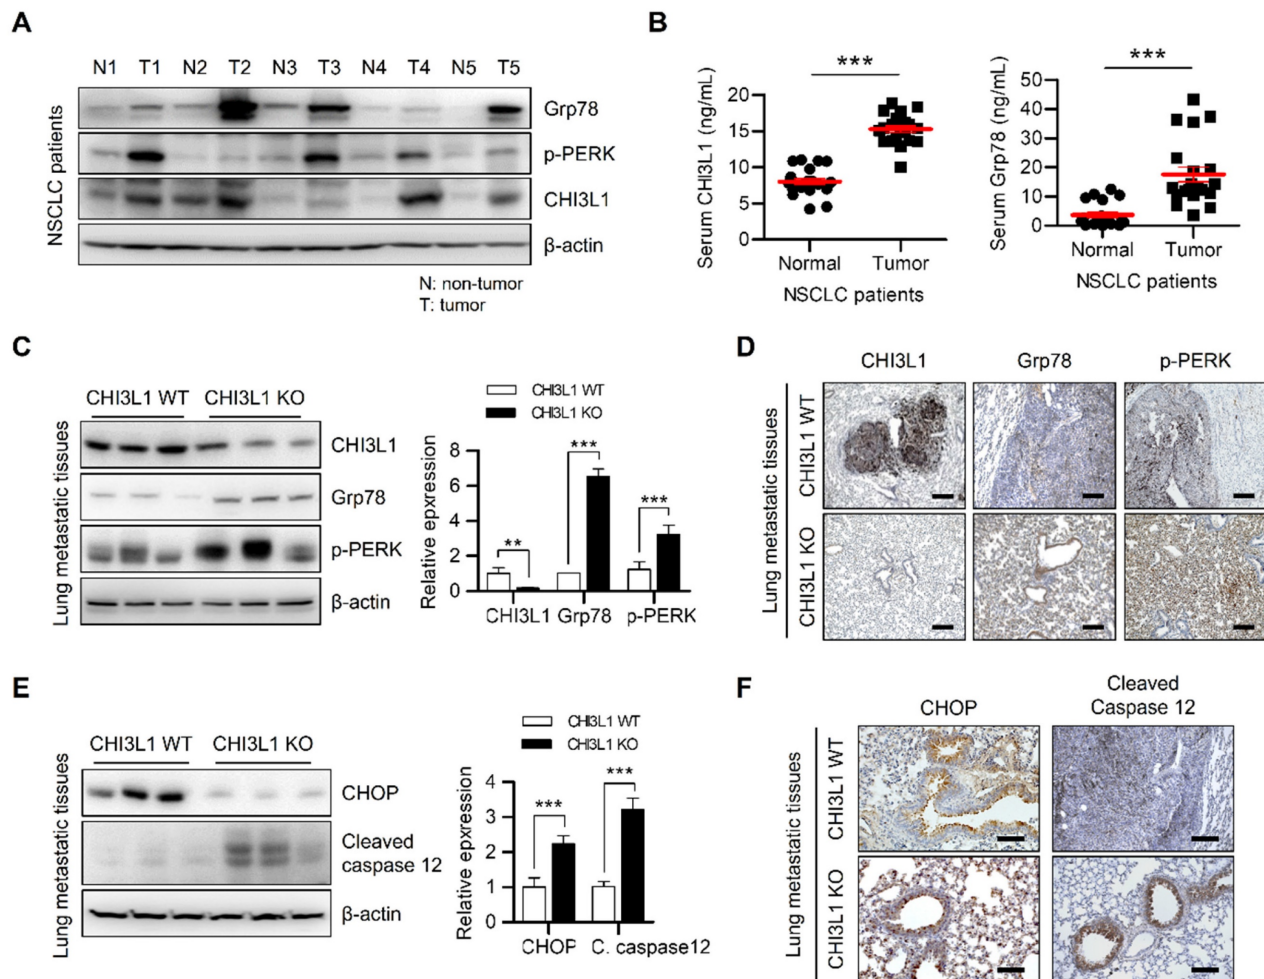 A
N1 T1 N2 T2 N3 T3 N4 T4 N5 T5
NSCLC patients
Grp78
p-PERK
CHI3L1
β-actin
N: non-tumor
T: tumor
B
***
Serum CHI3L1 (ng/mL)
20
15
10
5
0
Normal Tumor
NSCLC patients
***
Serum Grp78 (ng/mL)
50
40
30
20
10
0
Normal Tumor
NSCLC patients
C
CHI3L1 WT CHI3L1 KO
Lung metastatic tissues
CHI3L1
Grp78
p-PERK
β-actin
CHI3L1 WT
CHI3L1 KO
Relative epxression
8
6
4
2
0
**
***
***
CHI3L1 Grp78 p-PERK
D
CHI3L1 Grp78 p-PERK
Lung metastatic tissues
CHI3L1 WT
CHI3L1 KO
E
CHI3L1 WT CHI3L1 KO
Lung metastatic tissues
CHOP
Cleaved
caspase 12
β-actin
CHI3L1 WT
CHI3L1 KO
Relative epxression
4
3
2
1
0
***
***
CHOP C. caspase12
F
CHOP
Cleaved
Caspase 12
Lung metastatic tissues
CHI3L1 WT
CHI3L1 KO